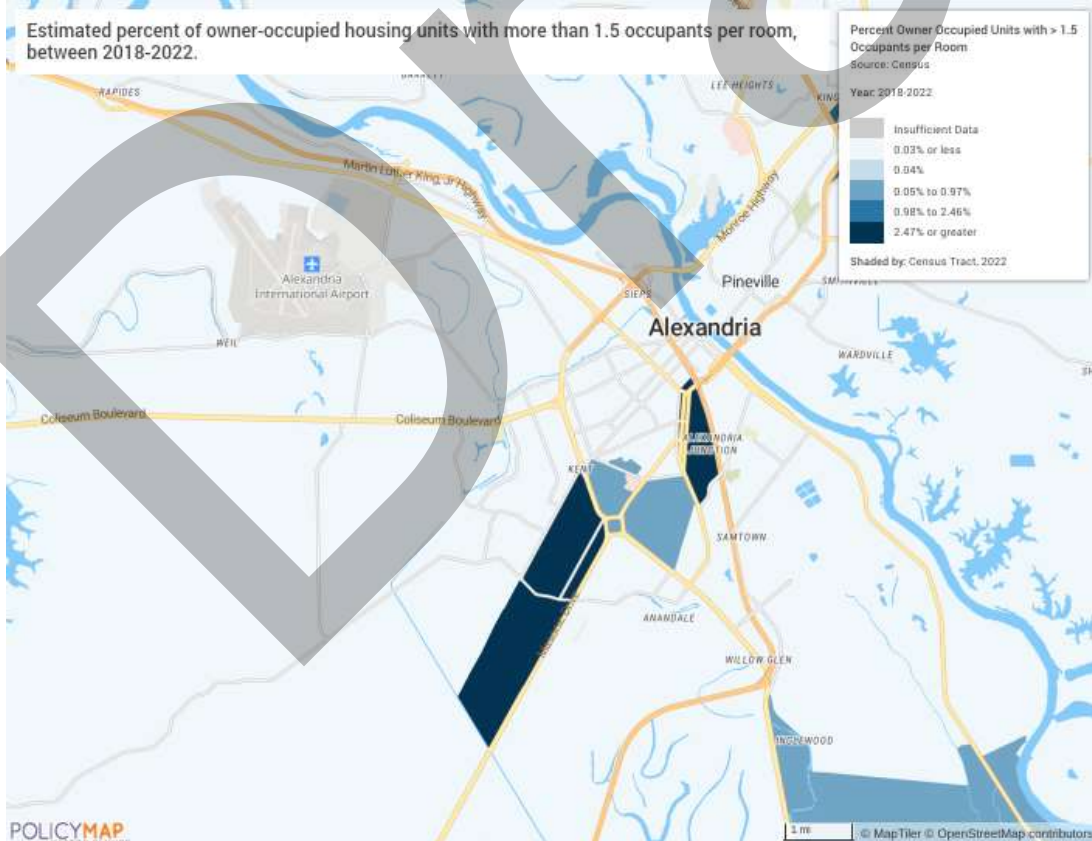 Estimated percent of owner-occupied housing units with more than 1.5 occupants per room,
between 2018-2022.
Percent Owner Occupied Units with > 1.5
Occupants per Room
Source: Census
Year: 2018-2022
Insufficient Data
0.03% or less
0.04%
0.05% to 0.97%
0.98% to 2.46%
2.47% or greater
Shaded by: Census Tract, 2022
RAPIDES
LEE HEIGHTS
KING
Martin Luther King, Jr Highway
Monroe Highway
Alexandria
International Airport
SIEPS
Pineville
Alexandria
WEIL
WARDVILLE
SH
Coliseum Boulevard
Coliseum Boulevard
ALEXANDRIA
JUNCTION
KENT
SAMTOWN
ANANDALE
WILLOW GLEN
INGLEWOOD
POLICYMAP
1 mi
© MapTiler © OpenStreetMap contributors